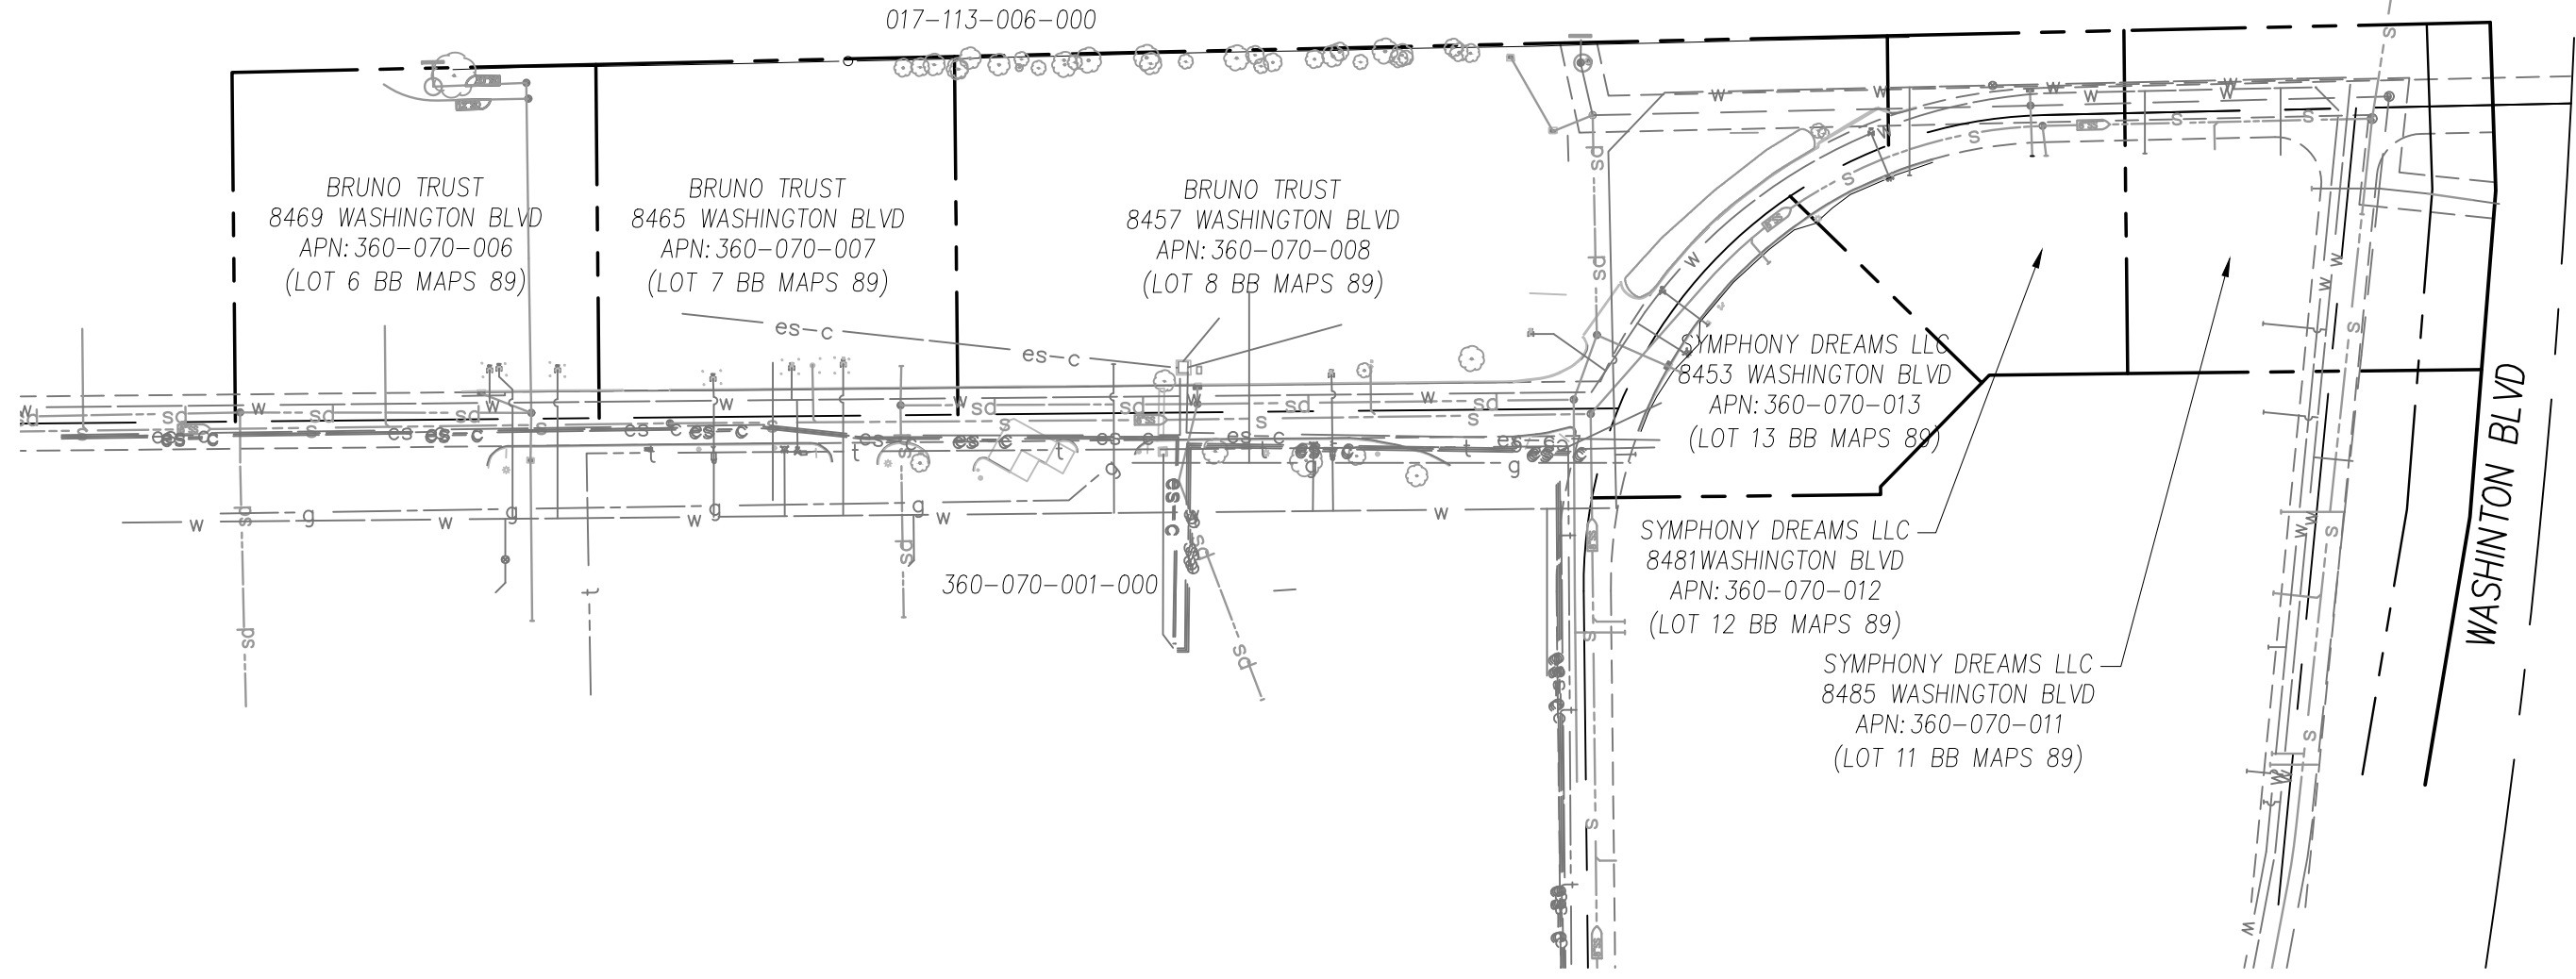 017-113-006-000
BRUNO TRUST
8469 WASHINGTON BLVD
APN: 360-070-006
(LOT 6 BB MAPS 89)
BRUNO TRUST
8465 WASHINGTON BLVD
APN: 360-070-007
(LOT 7 BB MAPS 89)
BRUNO TRUST
8457 WASHINGTON BLVD
APN: 360-070-008
(LOT 8 BB MAPS 89)
es-c
es-c
SYMPHONY DREAMS LLC
8453 WASHINGTON BLVD
APN: 360-070-013
(LOT 13 BB MAPS 89)
SYMPHONY DREAMS LLC
8481WASHINGTON BLVD
APN: 360-070-012
(LOT 12 BB MAPS 89)
SYMPHONY DREAMS LLC
8485 WASHINGTON BLVD
APN: 360-070-011
(LOT 11 BB MAPS 89)
360-070-001-000
WASHINTON BLVD